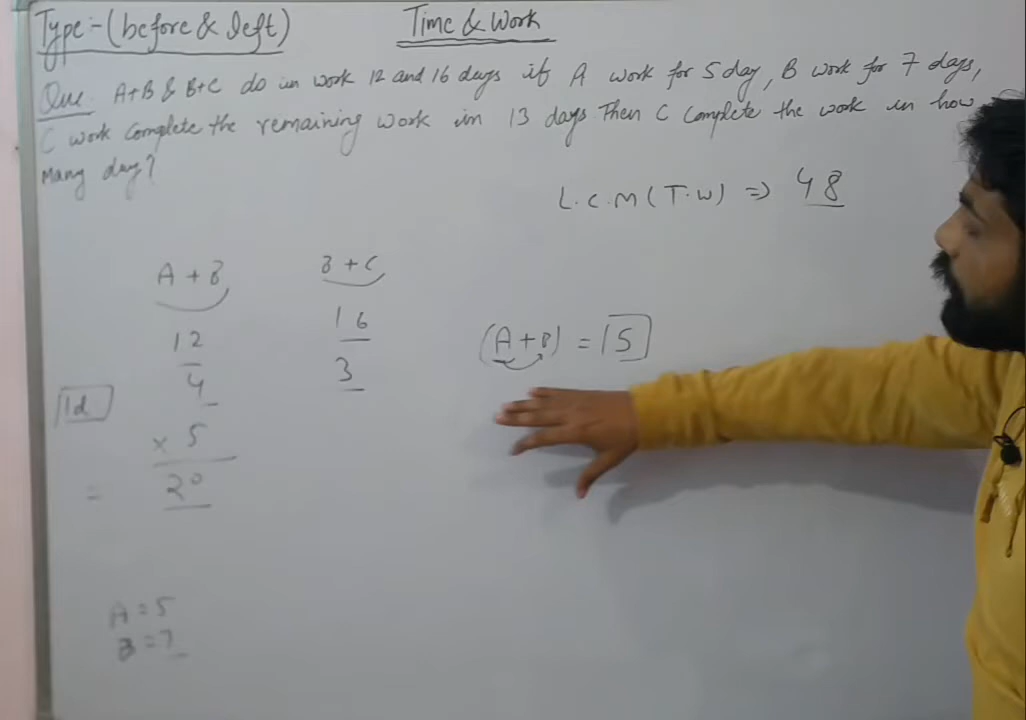 Type:-(before & left)
Time & Work
Que. A+B & B+C do in work 12 and 16 days if A work for 5 day, B work for 7 days,
C work complete the remaining work in 13 days Then C complete the work in how
Many day?
L.C.M(T.W) => 48
A + B
B + C
12
16
(A+B) = 5
4
3
1d
× 5
= 20
A = 5
B = 7